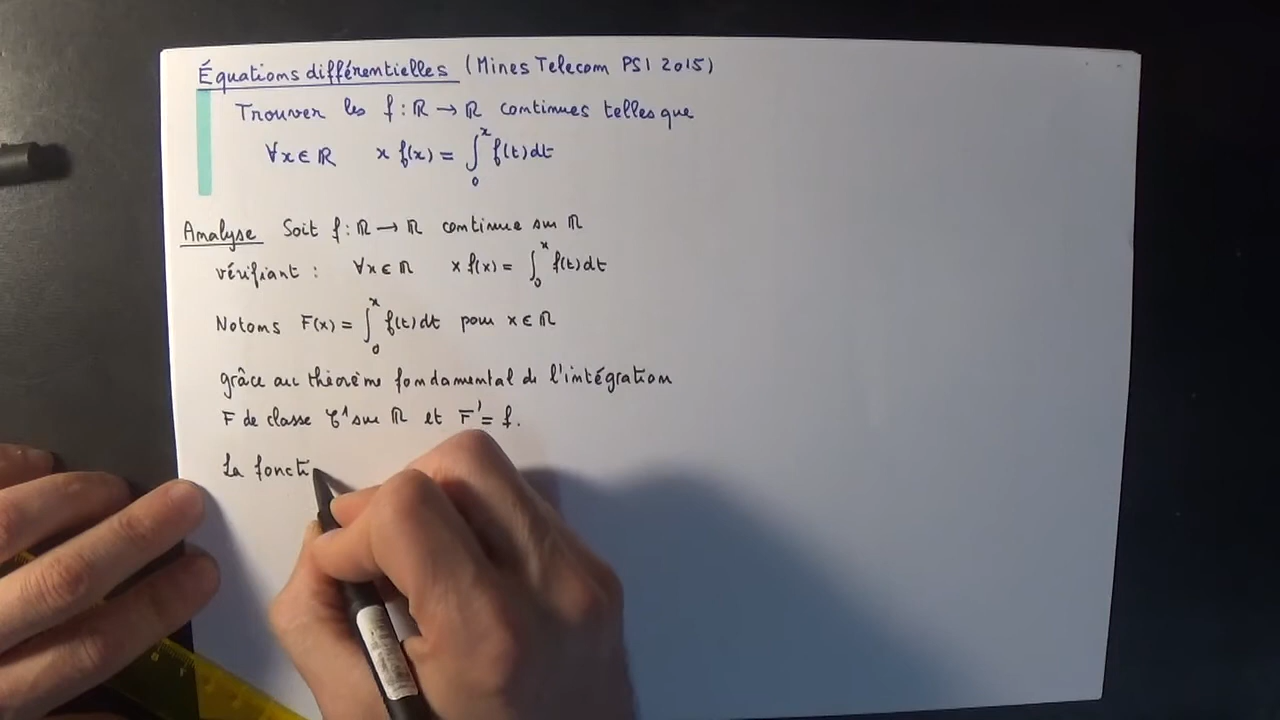 Équations différentielles (Mines Telecom PSI 2015)
Trouver les f : ℝ → ℝ continues telles que
∀x ∈ ℝ x f(x) = ∫₀ˣ f(t)dt
Analyse Soit f : ℝ → ℝ continue sur ℝ
vérifiant : ∀x ∈ ℝ x f(x) = ∫₀ˣ f(t)dt
Notons F(x) = ∫₀ˣ f(t)dt pour x ∈ ℝ
grâce au théorème fondamental de l'intégration
F de classe 𝒞¹ sur ℝ et F' = f.
La foncti